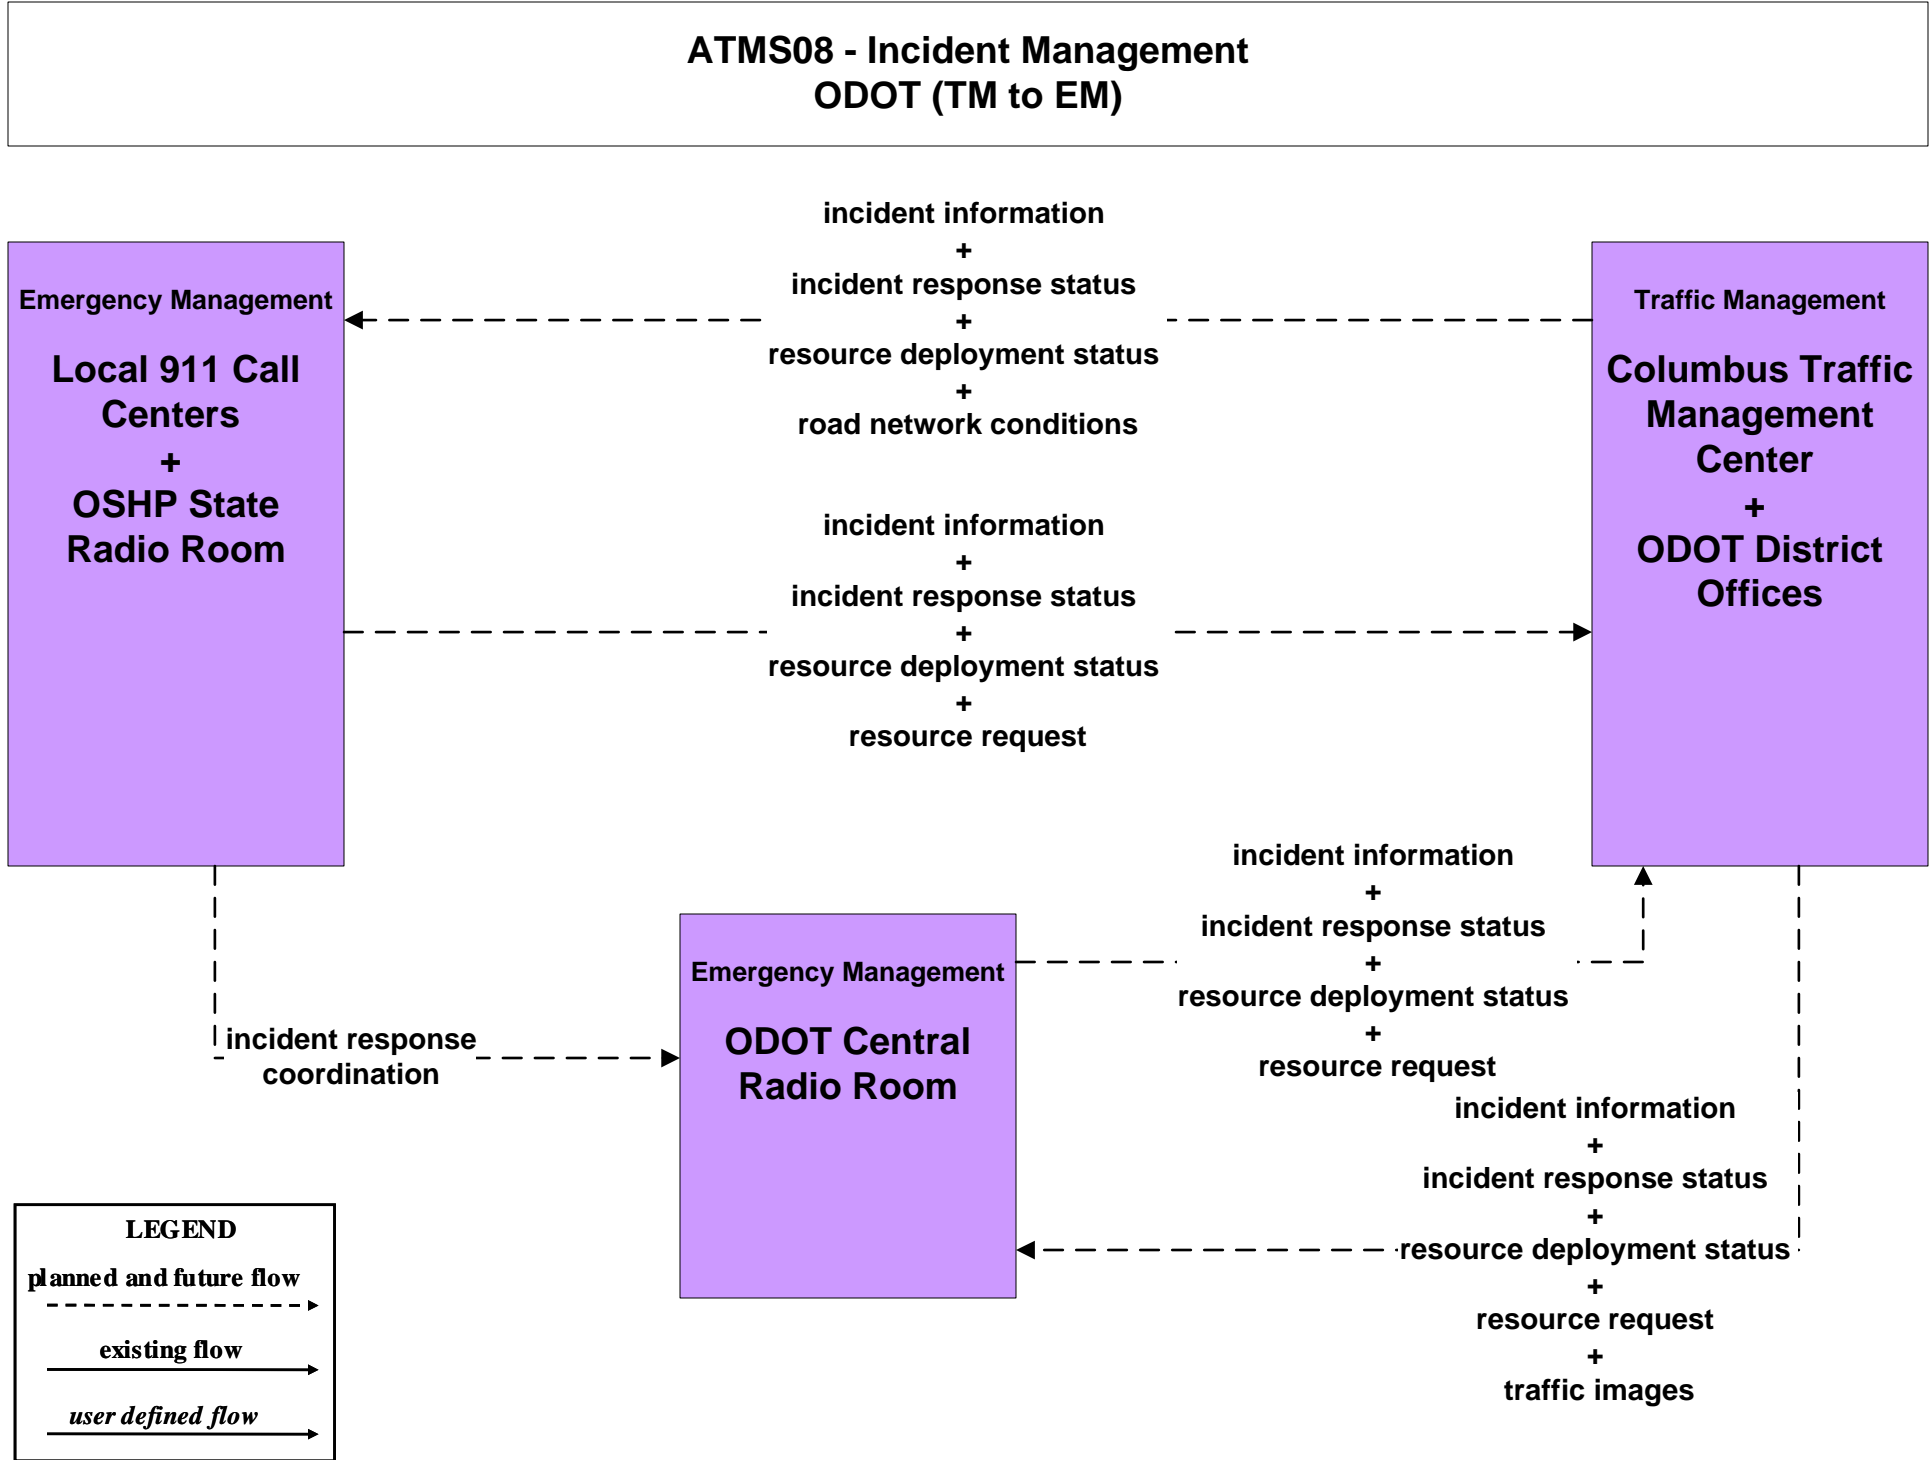 ATMS08 - Incident Management
ODOT (TM to EM)
incident information
+
incident response status
+
resource deployment status
+
road network conditions
Emergency Management
Local 911 Call
Centers
+
OSHP State
Radio Room
Traffic Management
Columbus Traffic
Management
Center
+
ODOT District
Offices
incident information
+
incident response status
+
resource deployment status
+
resource request
incident information
+
incident response status
+
resource deployment status
+
resource request
Emergency Management
ODOT Central
Radio Room
incident response
coordination
incident information
+
incident response status
+
resource deployment status
+
resource request
+
traffic images
LEGEND
planned and future flow
existing flow
user defined flow